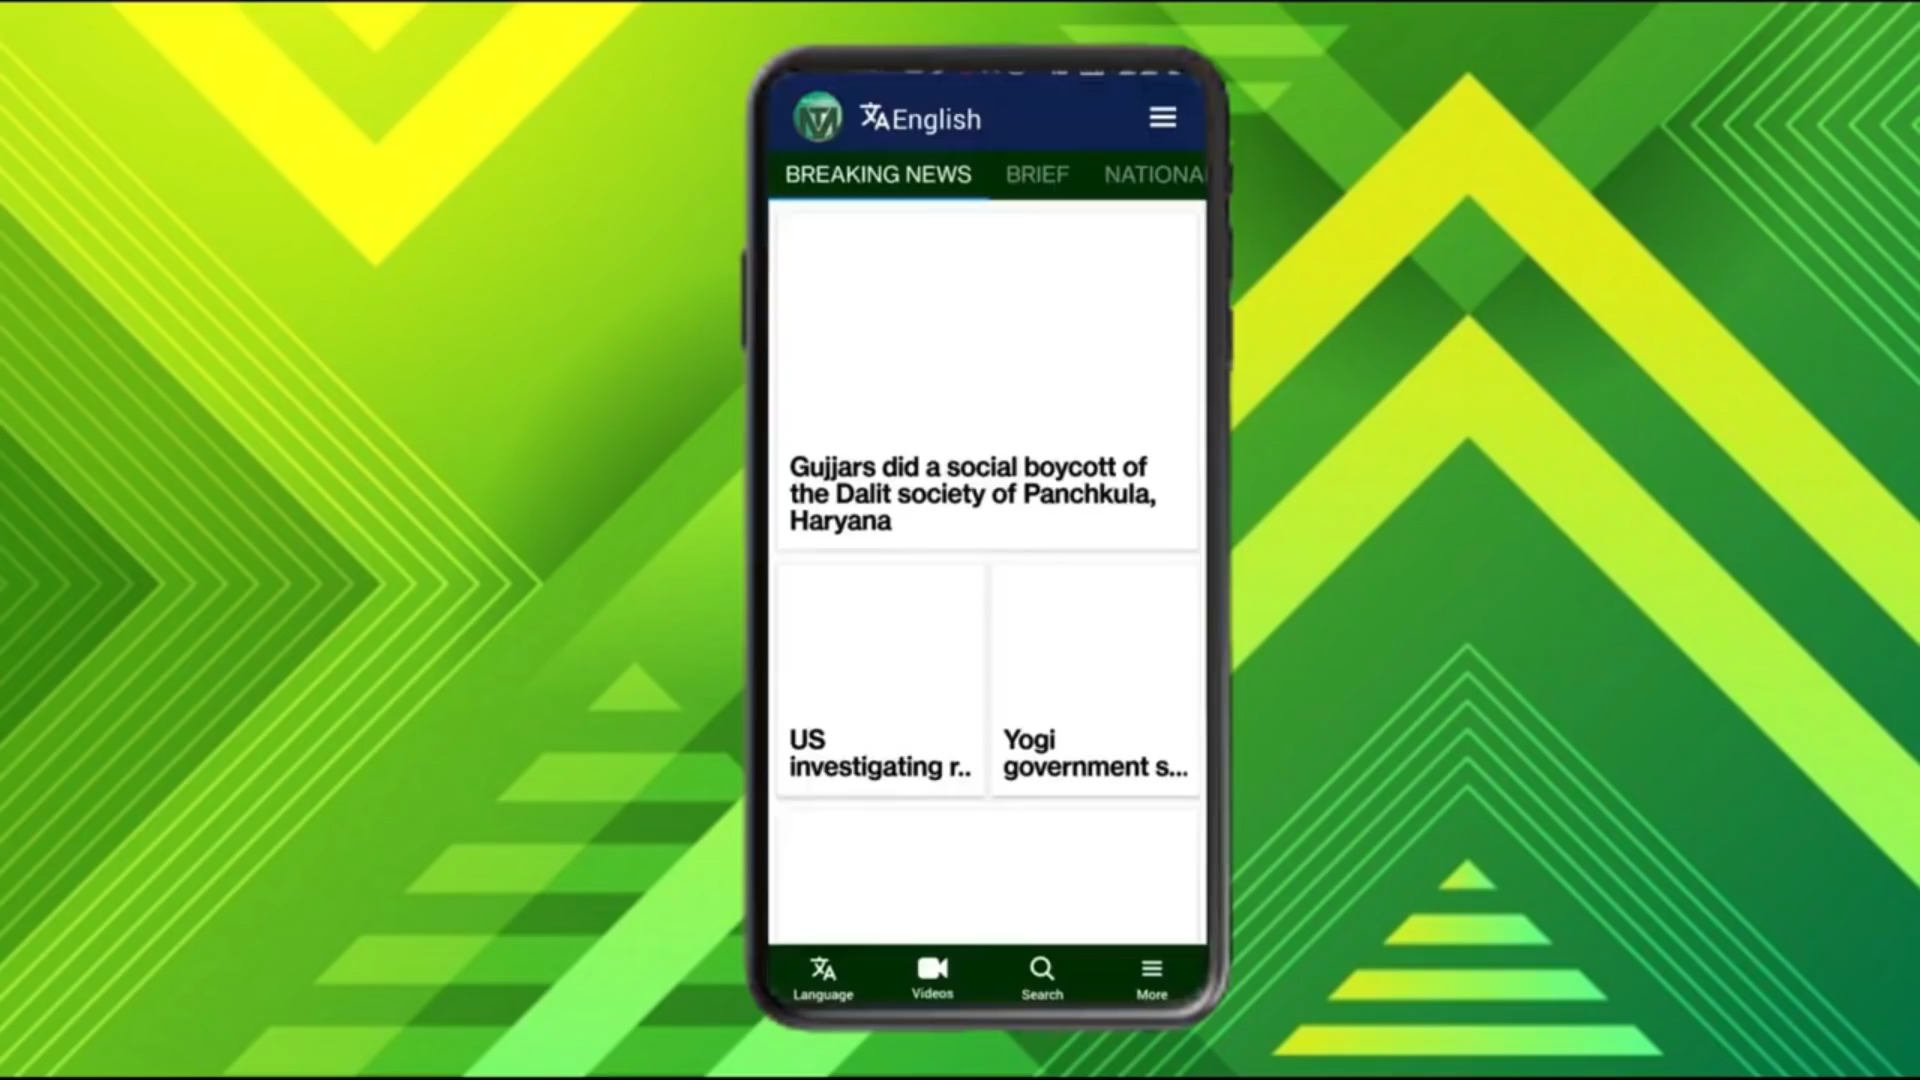 English
BREAKING NEWS BRIEF NATIONA
Gujjars did a social boycott of
the Dalit society of Panchkula,
Haryana
US
investigating r..
Yogi
government s...
Language Videos Search More